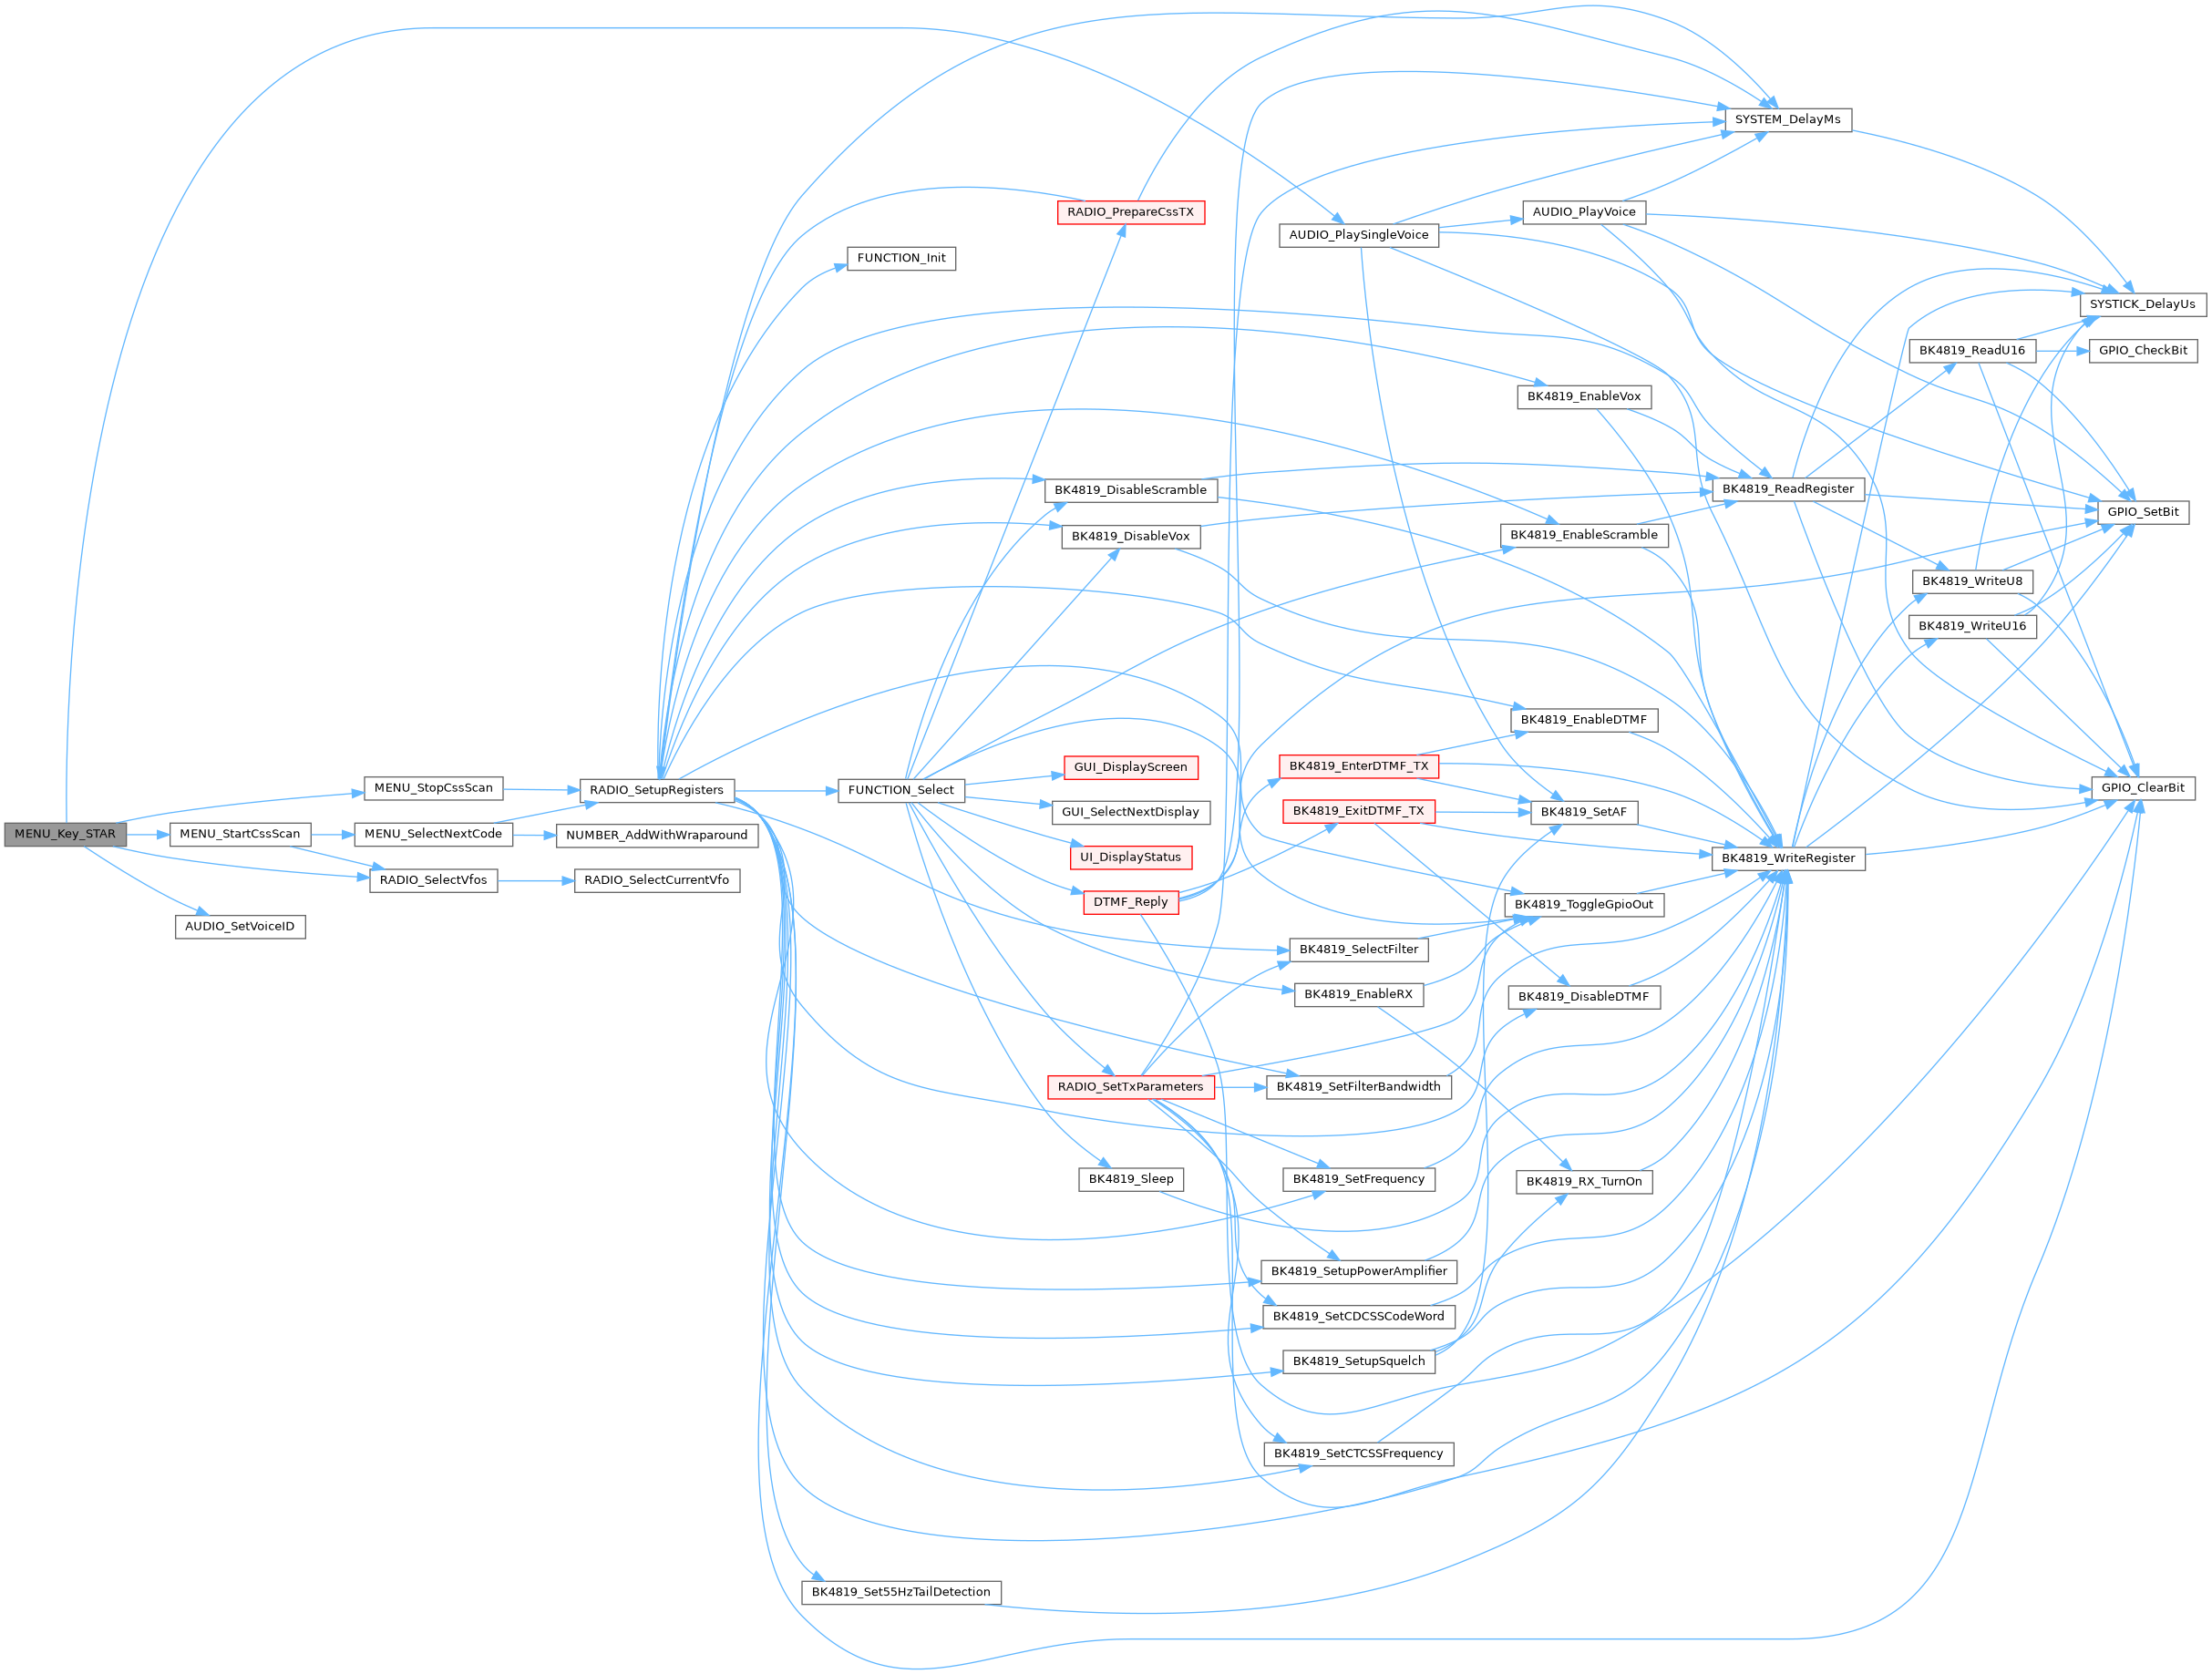 SYSTEM_DelayMs
RADIO_PrepareCssTX
AUDIO_PlayVoice
AUDIO_PlaySingleVoice
FUNCTION_Init
SYSTICK_DelayUs
BK4819_ReadU16
GPIO_CheckBit
BK4819_EnableVox
BK4819_DisableScramble
BK4819_ReadRegister
GPIO_SetBit
BK4819_DisableVox
BK4819_EnableScramble
BK4819_WriteU8
BK4819_WriteU16
BK4819_EnableDTMF
GUI_DisplayScreen
BK4819_EnterDTMF_TX
MENU_StopCssScan
RADIO_SetupRegisters
FUNCTION_Select
GPIO_ClearBit
GUI_SelectNextDisplay
BK4819_ExitDTMF_TX
BK4819_SetAF
MENU_Key_STAR
MENU_StartCssScan
MENU_SelectNextCode
NUMBER_AddWithWraparound
UI_DisplayStatus
BK4819_WriteRegister
RADIO_SelectVfos
RADIO_SelectCurrentVfo
DTMF_Reply
BK4819_ToggleGpioOut
AUDIO_SetVoiceID
BK4819_SelectFilter
BK4819_EnableRX
BK4819_DisableDTMF
RADIO_SetTxParameters
BK4819_SetFilterBandwidth
BK4819_Sleep
BK4819_SetFrequency
BK4819_RX_TurnOn
BK4819_SetupPowerAmplifier
BK4819_SetCDCSSCodeWord
BK4819_SetupSquelch
BK4819_SetCTCSSFrequency
BK4819_Set55HzTailDetection